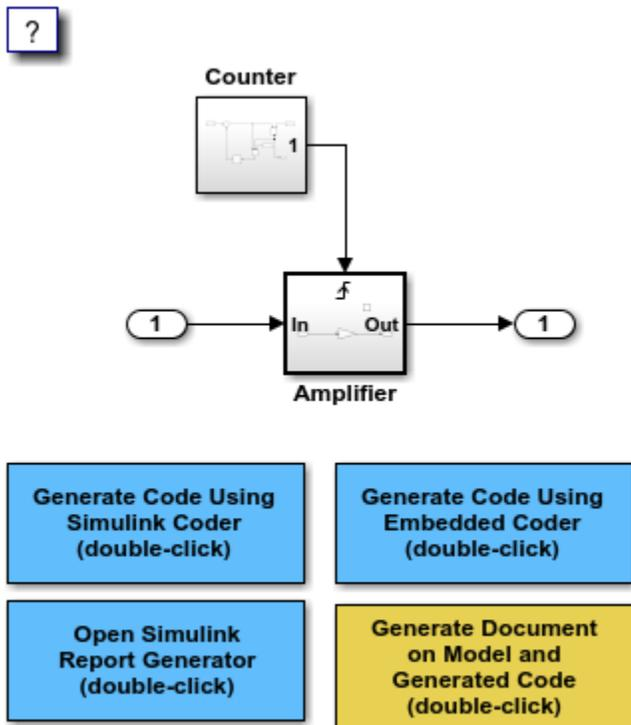 ?
Counter
1
1
In
Out
1
Amplifier
Generate Code Using
Simulink Coder
(double-click)
Generate Code Using
Embedded Coder
(double-click)
Open Simulink
Report Generator
(double-click)
Generate Document
on Model and
Generated Code
(double-click)